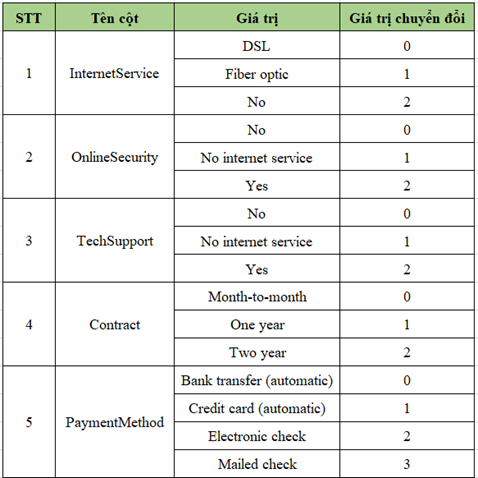 STT Tên cột Giá trị Giá trị chuyển đổi
DSL 0
1 InternetService Fiber optic 1
No 2
No 0
2 OnlineSecurity No internet service 1
Yes 2
No 0
3 TechSupport No internet service 1
Yes 2
Month-to-month 0
4 Contract One year 1
Two year 2
Bank transfer (automatic) 0
Credit card (automatic) 1
5 PaymentMethod
Electronic check 2
Mailed check 3